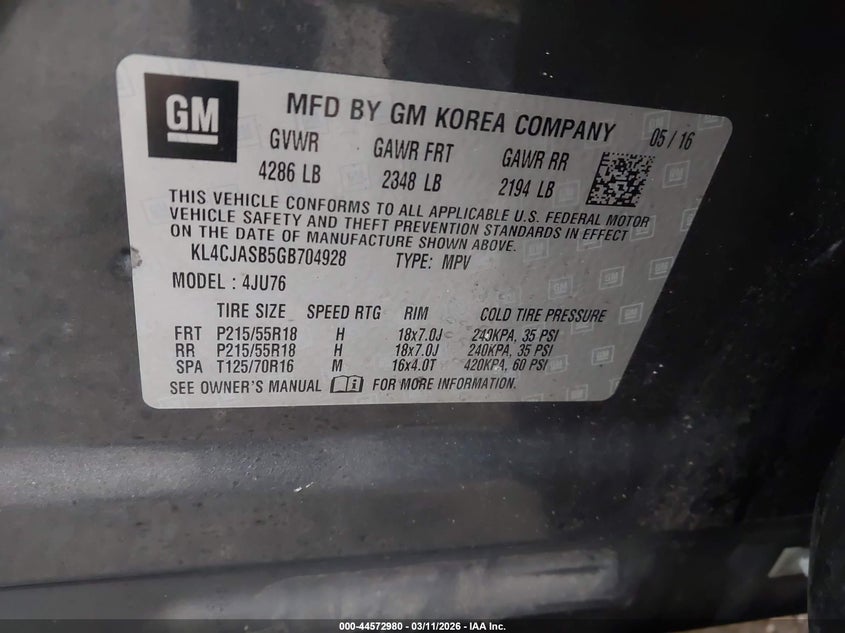 GM
MFD BY GM KOREA COMPANY 05 / 16
GVWR GAWR FRT GAWR RR
4286 LB 2348 LB 2194 LB
THIS VEHICLE CONFORMS TO ALL APPLICABLE U.S. FEDERAL MOTOR
VEHICLE SAFETY AND THEFT PREVENTION STANDARDS IN EFFECT
ON THE DATE OF MANUFACTURE SHOWN ABOVE.
KL4CJASB5GB704928 TYPE: MPV
MODEL : 4JU76
TIRE SIZE SPEED RTG RIM COLD TIRE PRESSURE
FRT P215/55R18 H 18x7.0J 240KPA, 35 PSI
RR P215/55R18 H 18x7.0J 240KPA, 35 PSI
SPA T125/70R16 M 16x4.0T 420KPA, 60 PSI
SEE OWNER'S MANUAL FOR MORE INFORMATION.
000-44572980 - 03/11/2026 - IAA Inc.